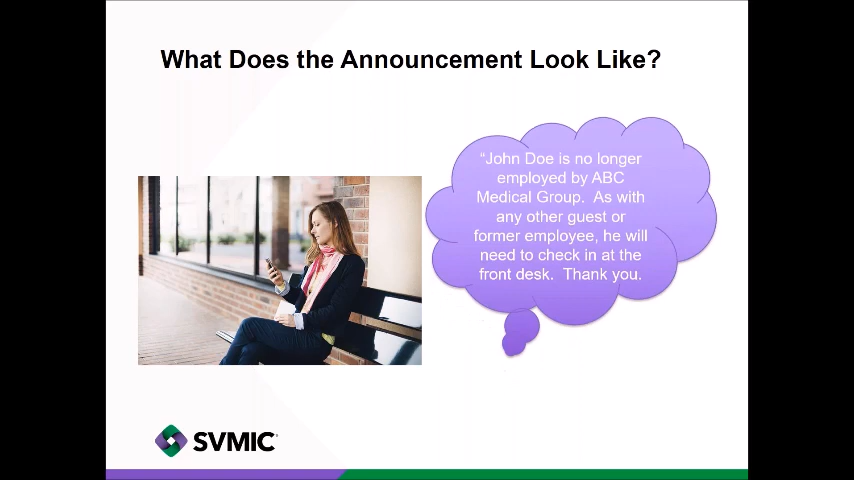 What Does the Announcement Look Like?
“John Doe is no longer
employed by ABC
Medical Group.  As with
any other guest or
former employee, he will
need to check in at the
front desk.  Thank you.
SVMIC